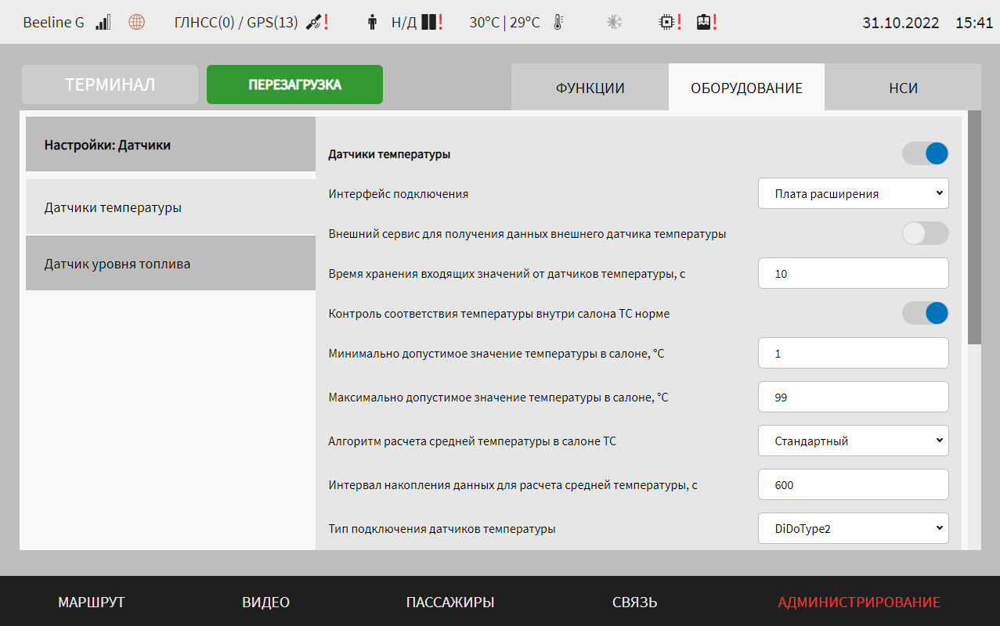 Beeline G ГЛНСС(0) / GPS(13) ! Н/Д ! 30°C | 29°C ! ! 31.10.2022 15:41
ТЕРМИНАЛ ПЕРЕЗАГРУЗКА ФУНКЦИИ ОБОРУДОВАНИЕ НСИ
Настройки: Датчики
Датчики температуры
Датчик уровня топлива
Датчики температуры
Интерфейс подключения Плата расширения
Внешний сервис для получения данных внешнего датчика температуры
Время хранения входящих значений от датчиков температуры, с 10
Контроль соответствия температуры внутри салона ТС норме
Минимально допустимое значение температуры в салоне, °C 1
Максимально допустимое значение температуры в салоне, °C 99
Алгоритм расчета средней температуры в салоне ТС Стандартный
Интервал накопления данных для расчета средней температуры, с 600
Тип подключения датчиков температуры DiDoType2
МАРШРУТ ВИДЕО ПАССАЖИРЫ СВЯЗЬ АДМИНИСТРИРОВАНИЕ